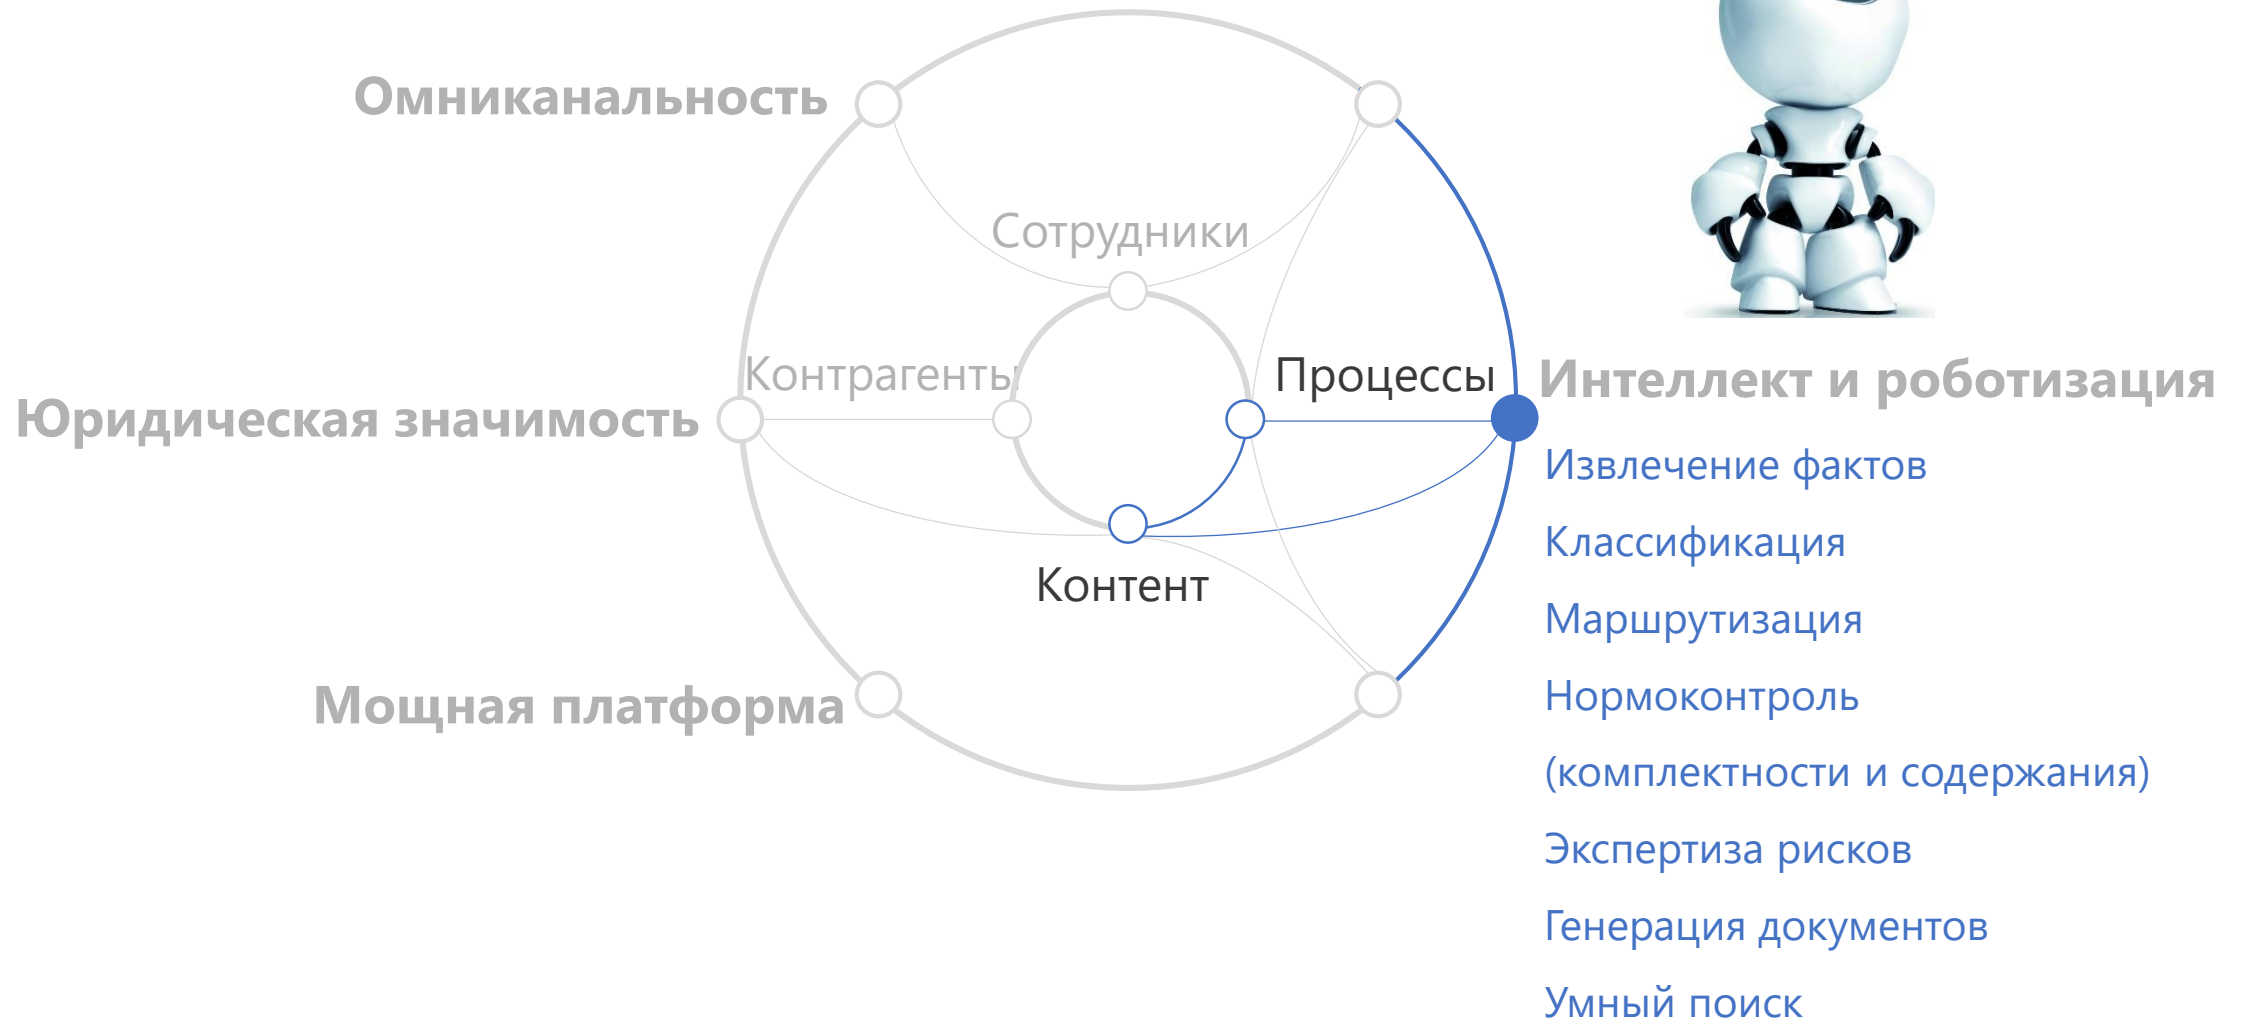 Омниканальность
Сотрудники
Контрагенты
Процессы
Интеллект и роботизация
Юридическая значимость
Извлечение фактов
Классификация
Контент
Маршрутизация
Мощная платформа
Нормоконтроль
(комплектности и содержания)
Экспертиза рисков
Генерация документов
Умный поиск